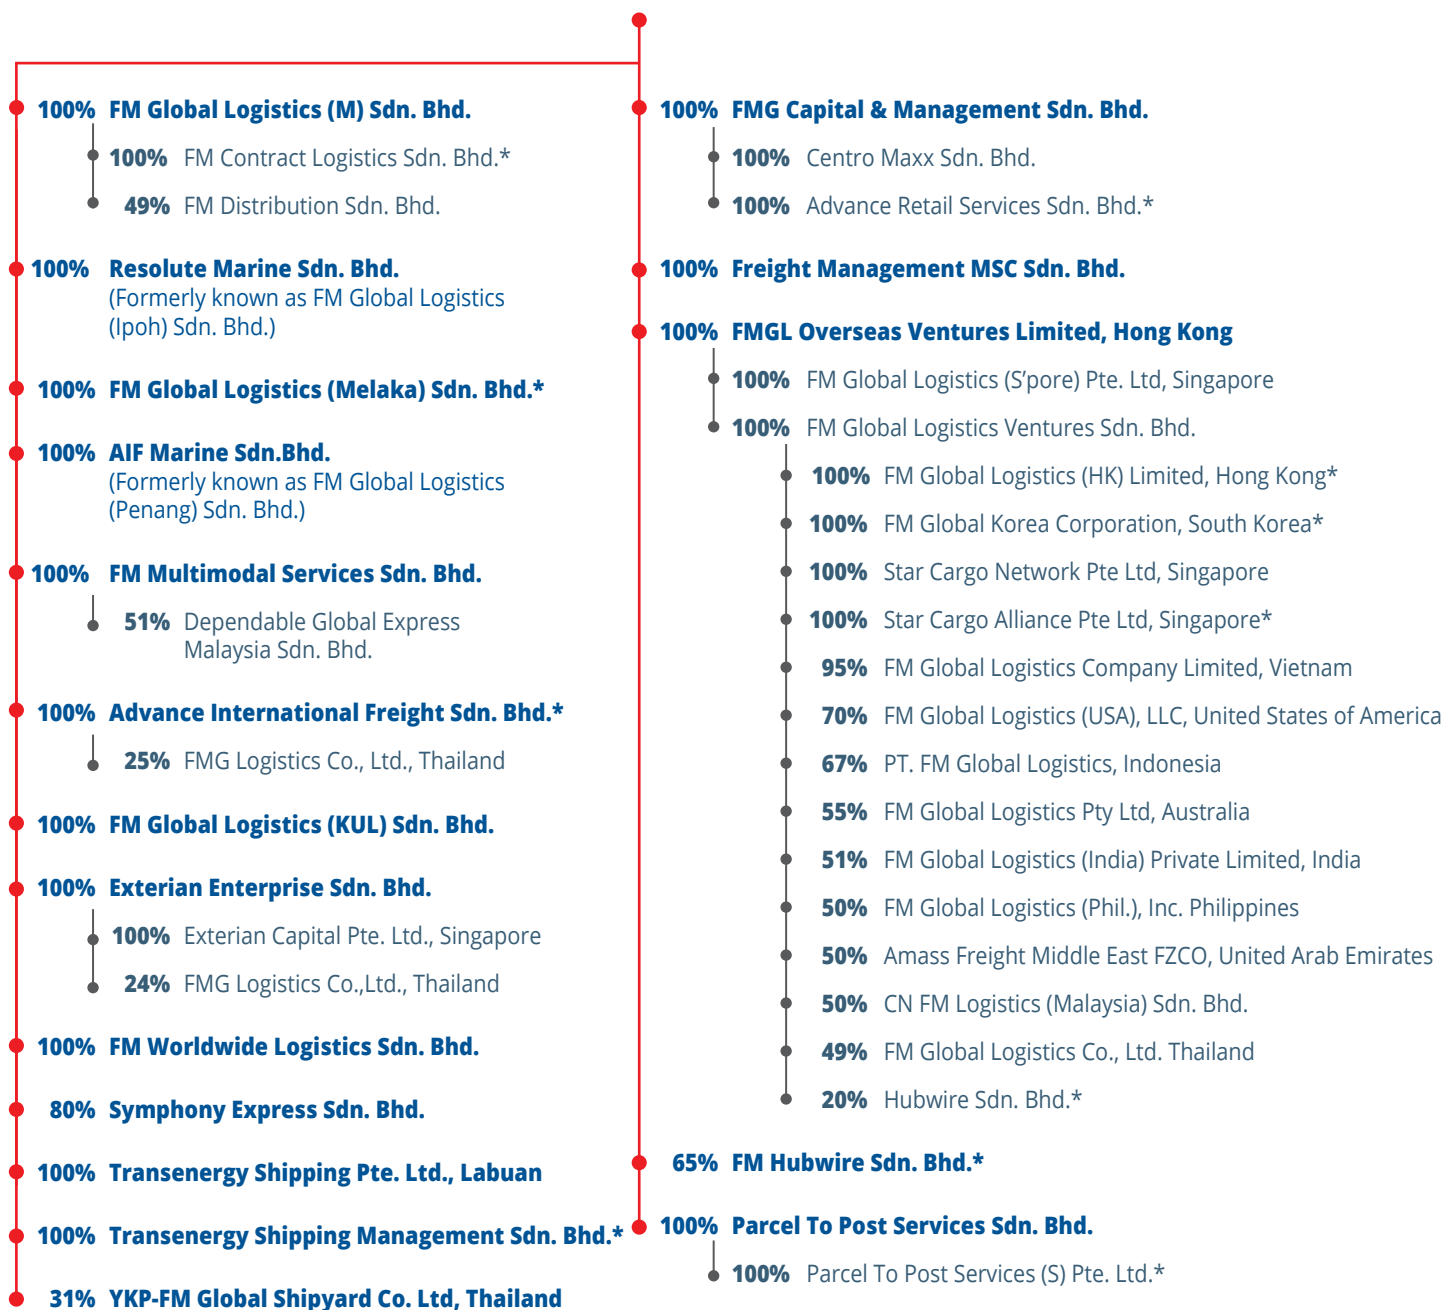 100% FM Global Logistics (M) Sdn. Bhd.
100% FM Contract Logistics Sdn. Bhd.*
49% FM Distribution Sdn. Bhd.
100% Resolute Marine Sdn. Bhd.
(Formerly known as FM Global Logistics
(Ipoh) Sdn. Bhd.)
100% FM Global Logistics (Melaka) Sdn. Bhd.*
100% AIF Marine Sdn.Bhd.
(Formerly known as FM Global Logistics
(Penang) Sdn. Bhd.)
100% FM Multimodal Services Sdn. Bhd.
51% Dependable Global Express
Malaysia Sdn. Bhd.
100% Advance International Freight Sdn. Bhd.*
25% FMG Logistics Co., Ltd., Thailand
100% FM Global Logistics (KUL) Sdn. Bhd.
100% Exterian Enterprise Sdn. Bhd.
100% Exterian Capital Pte. Ltd., Singapore
24% FMG Logistics Co.,Ltd., Thailand
100% FM Worldwide Logistics Sdn. Bhd.
80% Symphony Express Sdn. Bhd.
100% Transenergy Shipping Pte. Ltd., Labuan
100% Transenergy Shipping Management Sdn. Bhd.*
31% YKP-FM Global Shipyard Co. Ltd, Thailand
100% FMG Capital & Management Sdn. Bhd.
100% Centro Maxx Sdn. Bhd.
100% Advance Retail Services Sdn. Bhd.*
100% Freight Management MSC Sdn. Bhd.
100% FMGL Overseas Ventures Limited, Hong Kong
100% FM Global Logistics (S’pore) Pte. Ltd, Singapore
100% FM Global Logistics Ventures Sdn. Bhd.
100% FM Global Logistics (HK) Limited, Hong Kong*
100% FM Global Korea Corporation, South Korea*
100% Star Cargo Network Pte Ltd, Singapore
100% Star Cargo Alliance Pte Ltd, Singapore*
95% FM Global Logistics Company Limited, Vietnam
70% FM Global Logistics (USA), LLC, United States of America
67% PT. FM Global Logistics, Indonesia
55% FM Global Logistics Pty Ltd, Australia
51% FM Global Logistics (India) Private Limited, India
50% FM Global Logistics (Phil.), Inc. Philippines
50% Amass Freight Middle East FZCO, United Arab Emirates
50% CN FM Logistics (Malaysia) Sdn. Bhd.
49% FM Global Logistics Co., Ltd. Thailand
20% Hubwire Sdn. Bhd.*
65% FM Hubwire Sdn. Bhd.*
100% Parcel To Post Services Sdn. Bhd.
100% Parcel To Post Services (S) Pte. Ltd.*